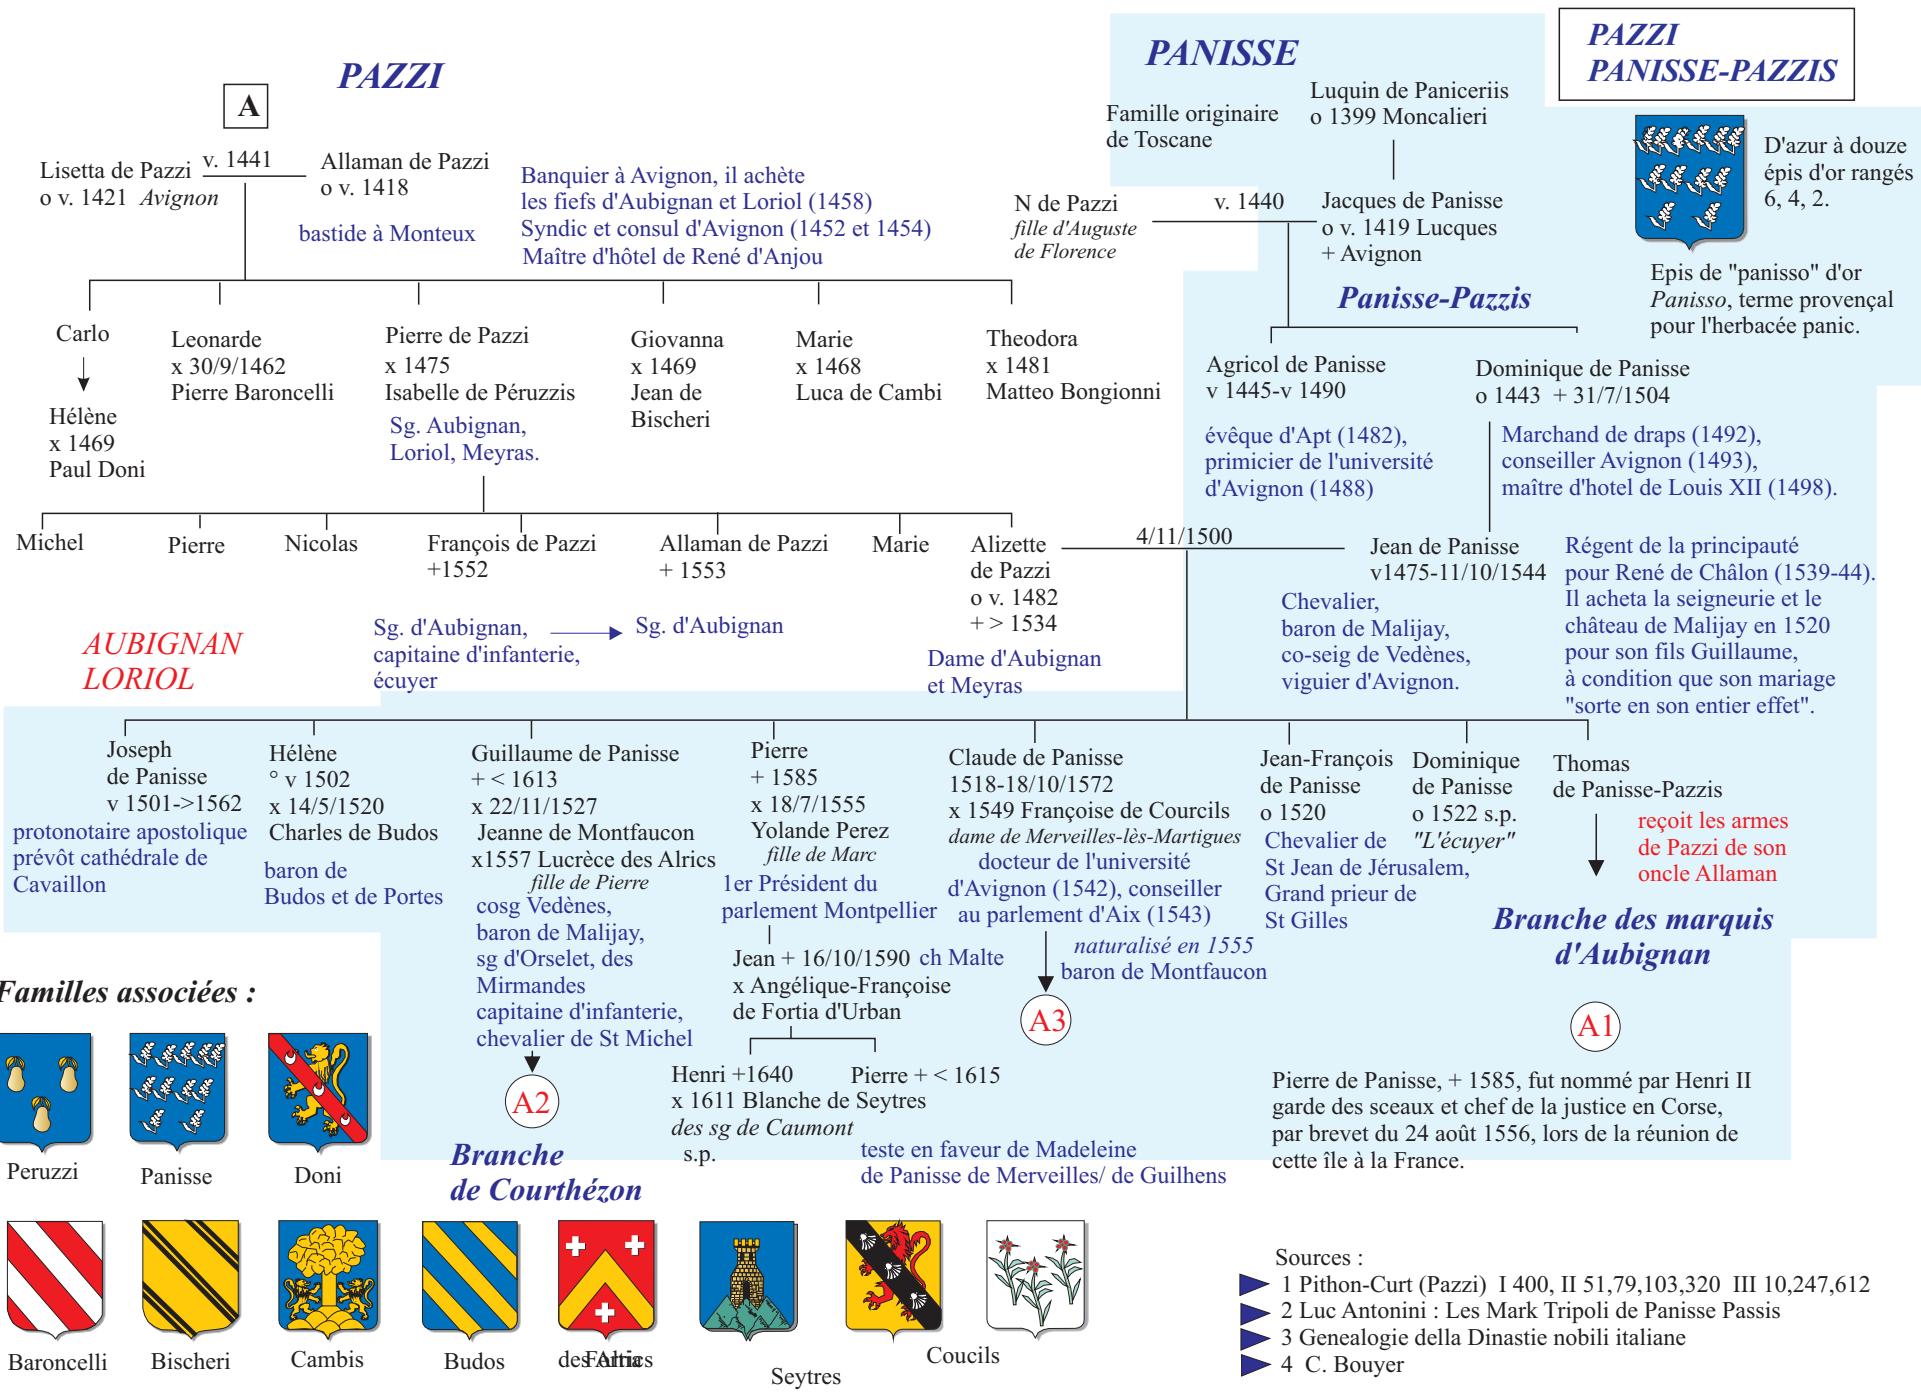 PAZZI
PANISSE
PAZZI
PANISSE-PAZZIS
A
Lisetta de Pazzi
o v. 1421 Avignon
v. 1441
Allaman de Pazzi
o v. 1418
bastide à Monteux
Banquier à Avignon, il achète
les fiefs d'Aubignan et Loriol (1458)
Syndic et consul d'Avignon (1452 et 1454)
Maître d'hôtel de René d'Anjou
Famille originaire
de Toscane
Luquin de Paniceriis
o 1399 Moncalieri
N de Pazzi
fille d'Auguste
de Florence
v. 1440
Jacques de Panisse
o v. 1419 Lucques
+ Avignon
D'azur à douze
épis d'or rangés
6, 4, 2.
Epis de "panisso" d'or
Panisso, terme provençal
pour l'herbacée panic.
Panisse-Pazzis
Carlo
Hélène
x 1469
Paul Doni
Leonarde
x 30/9/1462
Pierre Baroncelli
Pierre de Pazzi
x 1475
Isabelle de Péruzzis
Sg. Aubignan,
Loriol, Meyras.
Giovanna
x 1469
Jean de
Bischeri
Marie
x 1468
Luca de Cambi
Theodora
x 1481
Matteo Bongionni
Agricol de Panisse
v 1445-v 1490
évêque d'Apt (1482),
primicier de l'université
d'Avignon (1488)
Dominique de Panisse
o 1443 + 31/7/1504
Marchand de draps (1492),
conseiller Avignon (1493),
maître d'hotel de Louis XII (1498).
Michel
Pierre
Nicolas
François de Pazzi
+1552
Sg. d'Aubignan,
capitaine d'infanterie,
écuyer
Allaman de Pazzi
+ 1553
Sg. d'Aubignan
Marie
Alizette
de Pazzi
o v. 1482
+ > 1534
Dame d'Aubignan
et Meyras
4/11/1500
Jean de Panisse
v1475-11/10/1544
Chevalier,
baron de Malijay,
co-seig de Vedènes,
viguier d'Avignon.
Régent de la principauté
pour René de Châlon (1539-44).
Il acheta la seigneurie et le
château de Malijay en 1520
pour son fils Guillaume,
à condition que son mariage
"sorte en son entier effet".
AUBIGNAN
LORIOL
Joseph
de Panisse
v 1501->1562
protonotaire apostolique
prévôt cathédrale de
Cavaillon
Hélène
° v 1502
x 14/5/1520
Charles de Budos
baron de
Budos et de Portes
Guillaume de Panisse
+ < 1613
x 22/11/1527
Jeanne de Montfaucon
x1557 Lucrèce des Alrics
fille de Pierre
cosg Vedènes,
baron de Malijay,
sg d'Orselet, des
Mirmandes
capitaine d'infanterie,
chevalier de St Michel
A2
Branche
de Courthézon
Pierre
+ 1585
x 18/7/1555
Yolande Perez
fille de Marc
1er Président du
parlement Montpellier
Jean + 16/10/1590 ch Malte
x Angélique-Françoise
de Fortia d'Urban
Henri +1640
x 1611 Blanche de Seytres
des sg de Caumont
s.p.
Pierre + < 1615
teste en faveur de Madeleine
de Panisse de Merveilles/ de Guilhens
Claude de Panisse
1518-18/10/1572
x 1549 Françoise de Courcils
dame de Merveilles-lès-Martigues
docteur de l'université
d'Avignon (1542), conseiller
au parlement d'Aix (1543)
naturalisé en 1555
baron de Montfaucon
A3
Jean-François
de Panisse
o 1520
Chevalier de
St Jean de Jérusalem,
Grand prieur de
St Gilles
Dominique
de Panisse
o 1522 s.p.
"L'écuyer"
Thomas
de Panisse-Pazzis
reçoit les armes
de Pazzi de son
oncle Allaman
Branche des marquis
d'Aubignan
A1
Pierre de Panisse, + 1585, fut nommé par Henri II
garde des sceaux et chef de la justice en Corse,
par brevet du 24 août 1556, lors de la réunion de
cette île à la France.
Familles associées :
Peruzzi
Panisse
Doni
Baroncelli
Bischeri
Cambis
Budos
Seytres
Coucils
Sources :
1 Pithon-Curt (Pazzi) I 400, II 51,79,103,320 III 10,247,612
2 Luc Antonini : Les Mark Tripoli de Panisse Passis
3 Genealogie della Dinastie nobili italiane
4 C. Bouyer